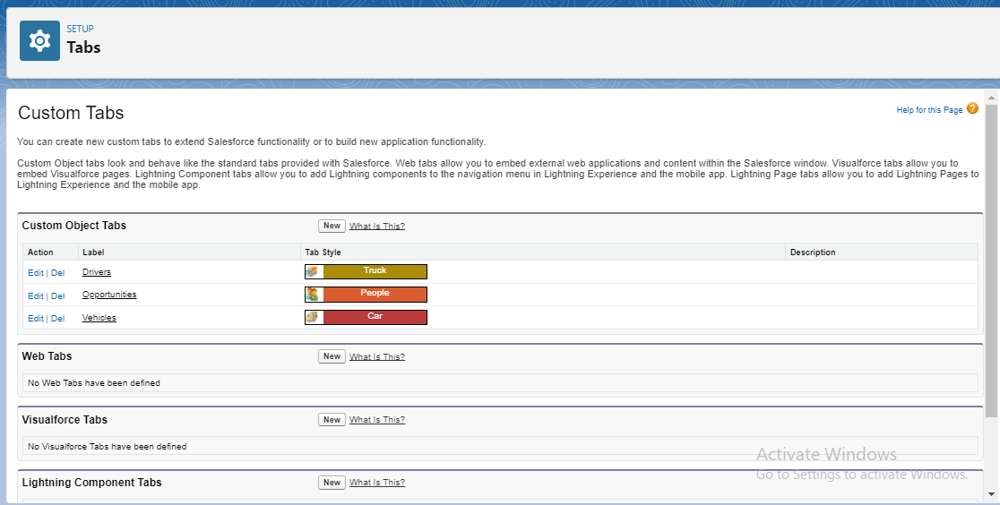 SETUP
Tabs
Custom Tabs
Help for this Page ?
You can create new custom tabs to extend Salesforce functionality or to build new application functionality.
Custom Object tabs look and behave like the standard tabs provided with Salesforce. Web tabs allow you to embed external web applications and content within the Salesforce window. Visualforce tabs allow you to
embed Visualforce pages. Lightning Component tabs allow you to add Lightning components to the navigation menu in Lightning Experience and the mobile app. Lightning Page tabs allow you to add Lightning Pages to
Lightning Experience and the mobile app.
Custom Object Tabs New What Is This?
Action Label Tab Style Description
Edit | Del Drivers Truck
Edit | Del Opportunities People
Edit | Del Vehicles Car
Web Tabs New What Is This?
No Web Tabs have been defined
Visualforce Tabs New What Is This?
No Visualforce Tabs have been defined
Activate Windows
Go to Settings to activate Windows.
Lightning Component Tabs New What Is This?